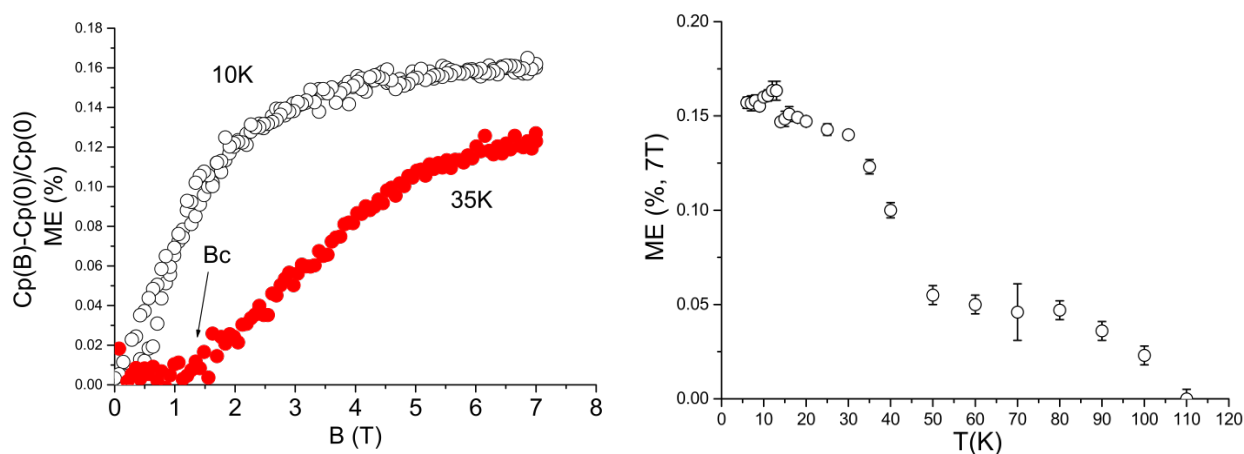 Cp(B)-Cp(0)/Cp(0)
ME (%)
0.18
0.16
0.14
0.12
0.10
0.08
0.06
0.04
0.02
0.00
10K
35K
Bc
0 1 2 3 4 5 6 7 8
B (T)
ME (%, 7T)
0.20
0.15
0.10
0.05
0.00
0 10 20 30 40 50 60 70 80 90 100 110 120
T(K)